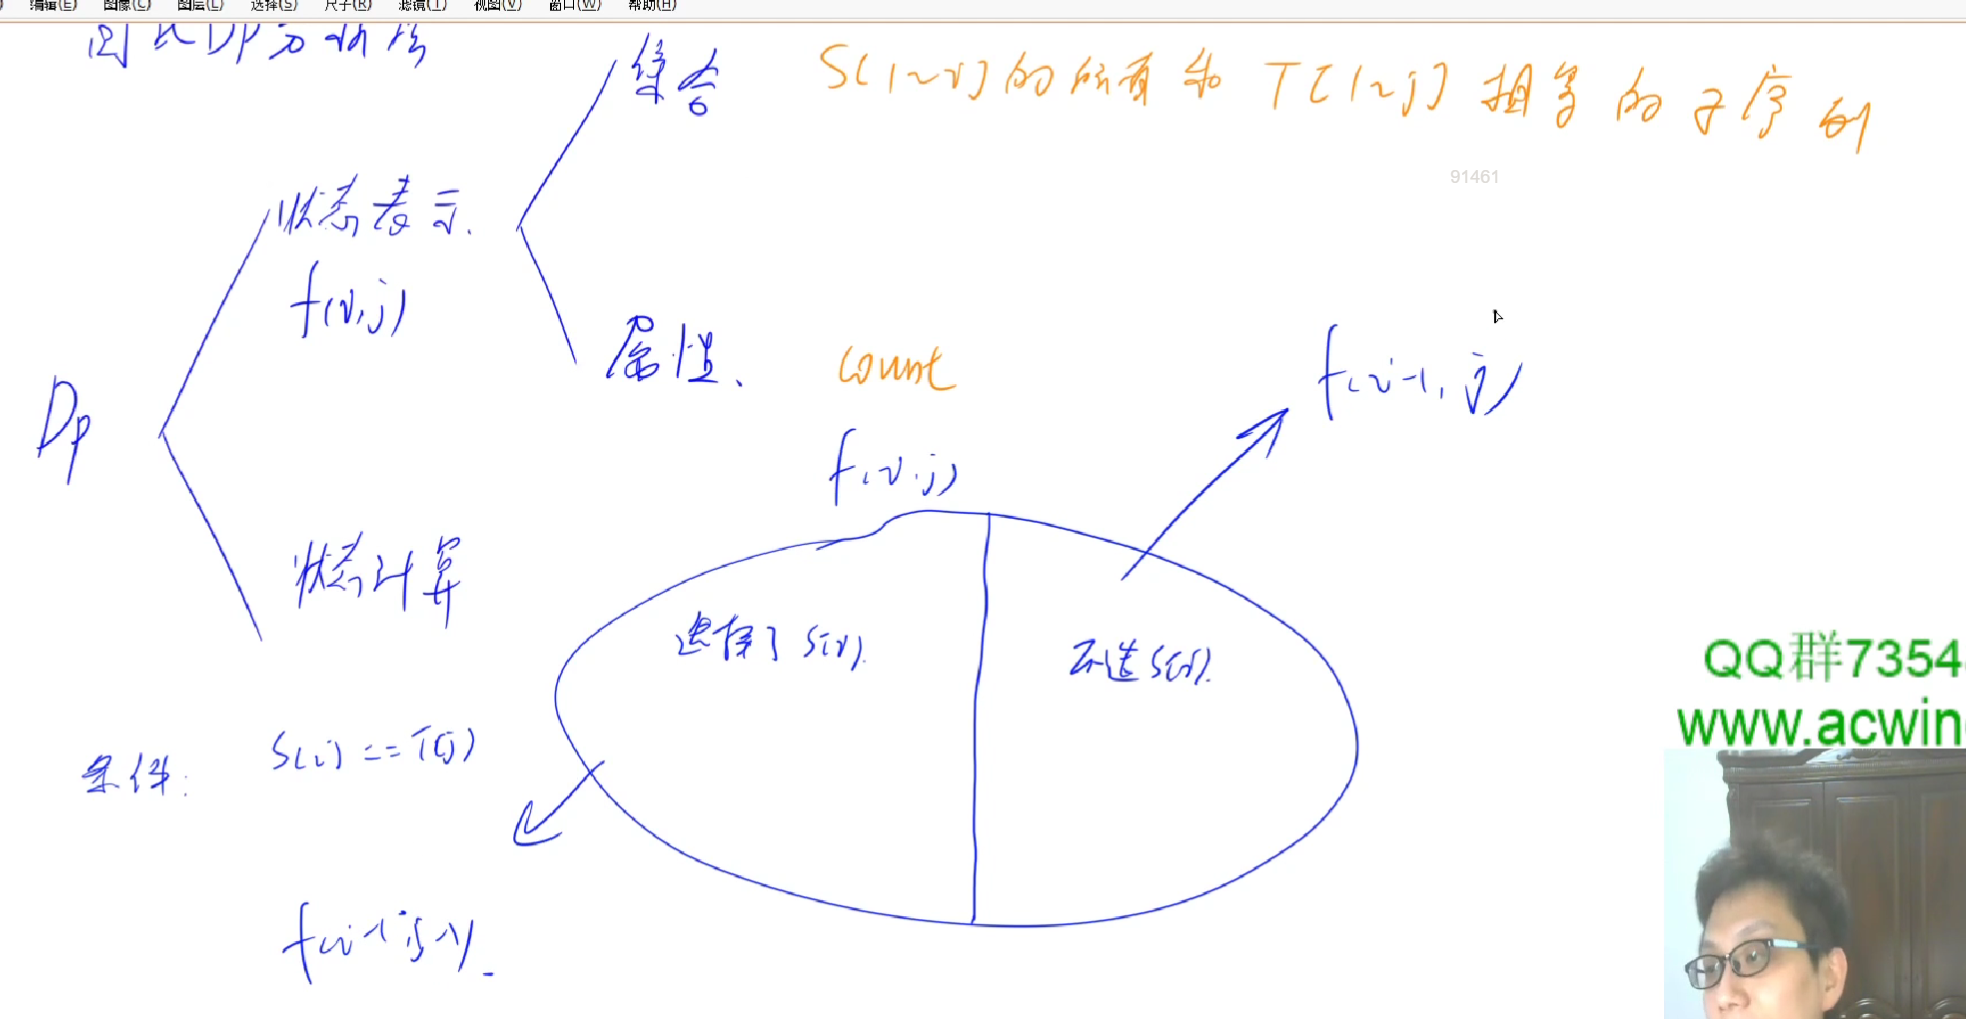 编辑(E) 图像(C) 图层(L) 选择(S) 尺子(R) 滤镜(T) 视图(V) 窗口(W) 帮助(H)
闫氏DP分析法
集合 S[1~i]的所有和T[1~j]相等的子序列
91461
状态表示.
f(i,j)
属性、 count
f(i-1, j)
Dp
f(i,j)
状态计算
选择了S[i].
不选S[i].
QQ群7354
www.acwin
条件: S[i] == T[j]
f(i-1,j-1).